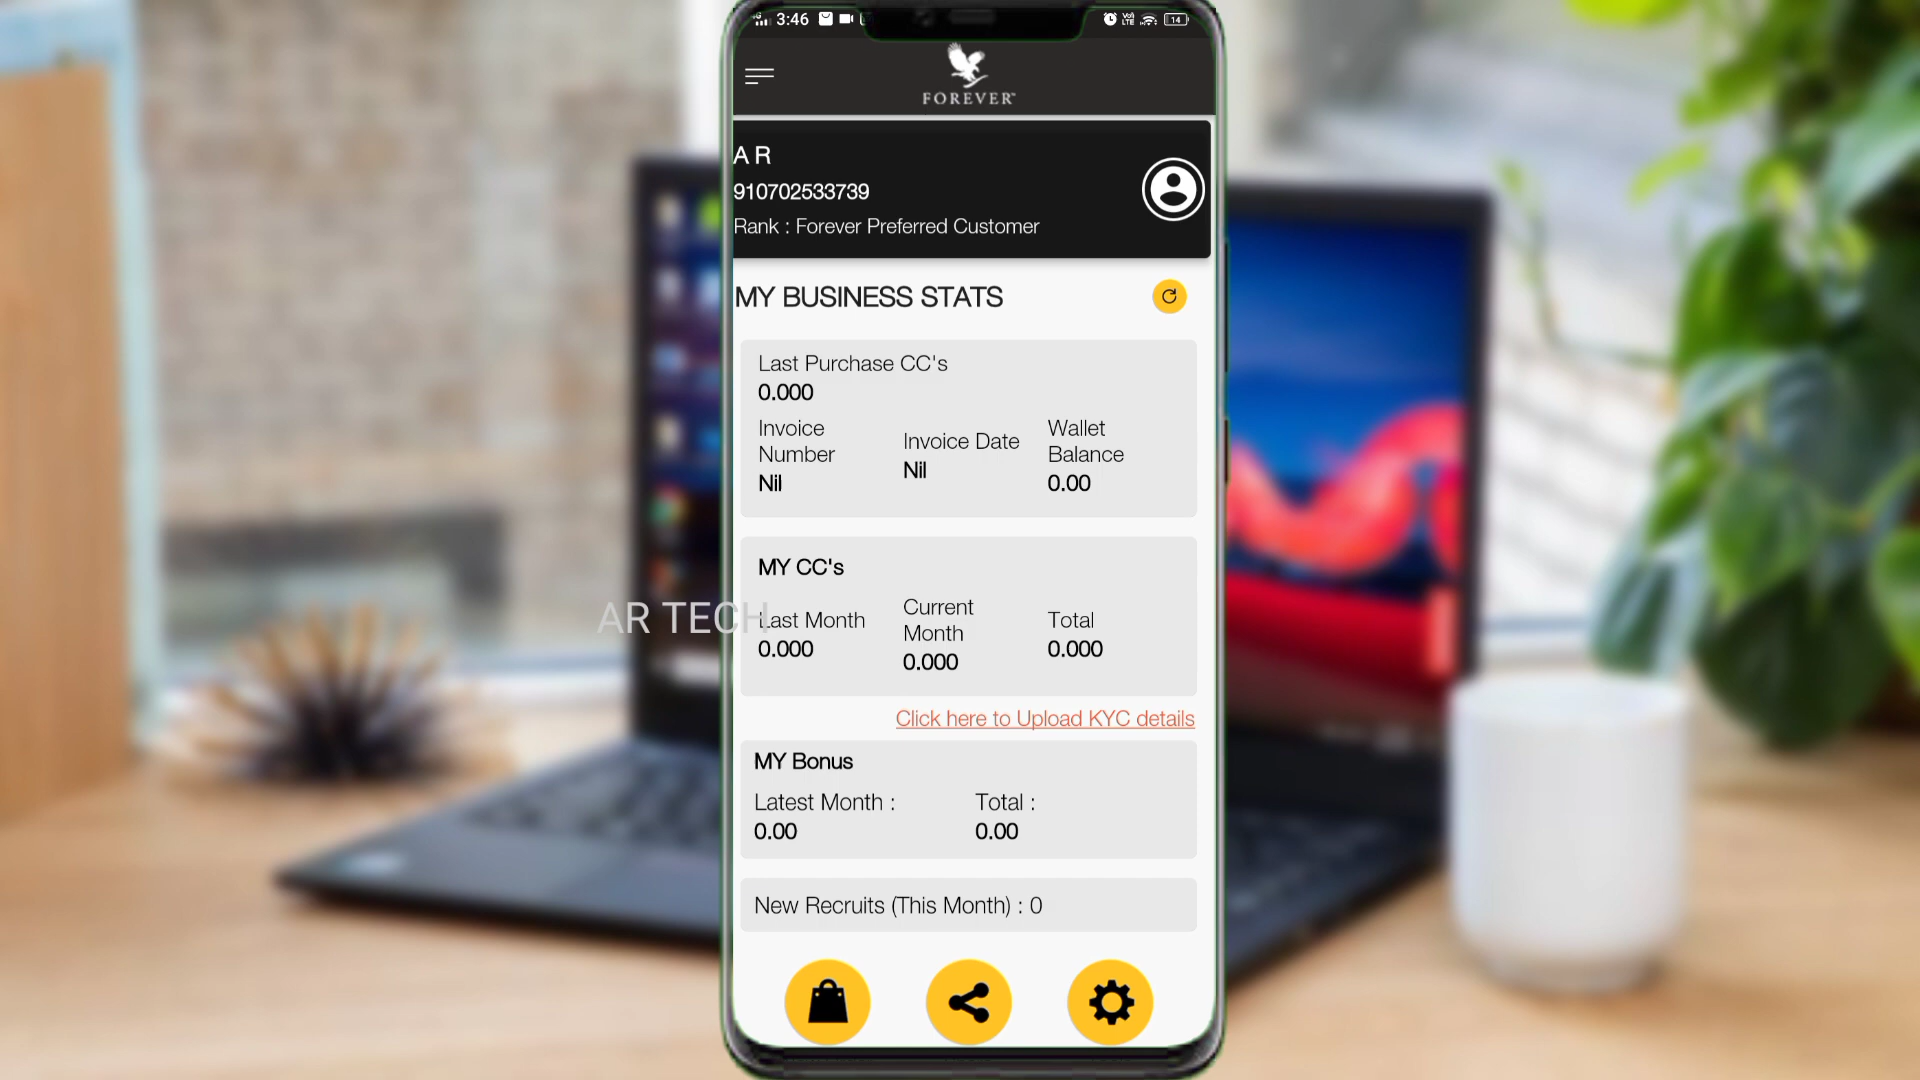 3:46
VoI
LTE
14
FOREVER
A R
910702533739
Rank : Forever Preferred Customer
MY BUSINESS STATS
Last Purchase CC's
0.000
Invoice Number
Nil
Invoice Date
Nil
Wallet Balance
0.00
MY CC's
AR TECH
Last Month
0.000
Current Month
0.000
Total
0.000
Click here to Upload KYC details
MY Bonus
Latest Month :
0.00
Total :
0.00
New Recruits (This Month) : 0